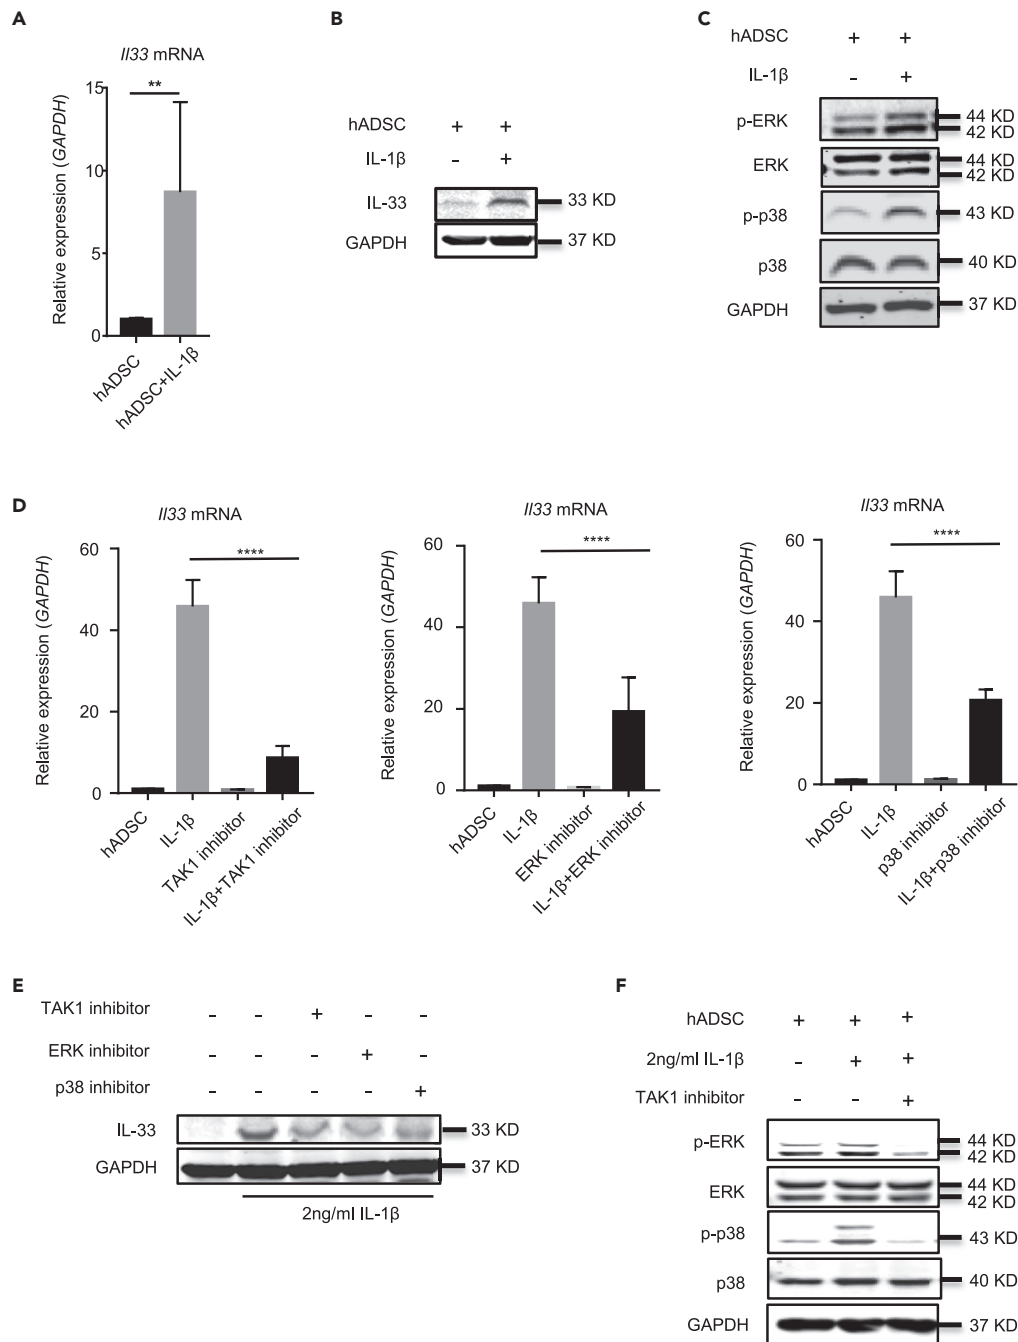 A
Il33 mRNA
**
Relative expression (GAPDH)
15
10
5
0
hADSC
hADSC+IL-1β
B
hADSC + +
IL-1β - +
IL-33 33 KD
GAPDH 37 KD
C
hADSC + +
IL-1β - +
p-ERK 44 KD
42 KD
ERK 44 KD
42 KD
p-p38 43 KD
p38 40 KD
GAPDH 37 KD
D
Il33 mRNA
****
Relative expression (GAPDH)
60
40
20
0
hADSC
IL-1β
TAK1 inhibitor
IL-1β+TAK1 inhibitor
Il33 mRNA
****
Relative expression (GAPDH)
60
40
20
0
hADSC
IL-1β
ERK inhibitor
IL-1β+ERK inhibitor
Il33 mRNA
****
Relative expression (GAPDH)
60
40
20
0
hADSC
IL-1β
p38 inhibitor
IL-1β+p38 inhibitor
E
TAK1 inhibitor - - + - -
ERK inhibitor - - - + -
p38 inhibitor - - - - +
IL-33 33 KD
GAPDH 37 KD
2ng/ml IL-1β
F
hADSC + + +
2ng/ml IL-1β - + +
TAK1 inhibitor - - +
p-ERK 44 KD
42 KD
ERK 44 KD
42 KD
p-p38 43 KD
p38 40 KD
GAPDH 37 KD